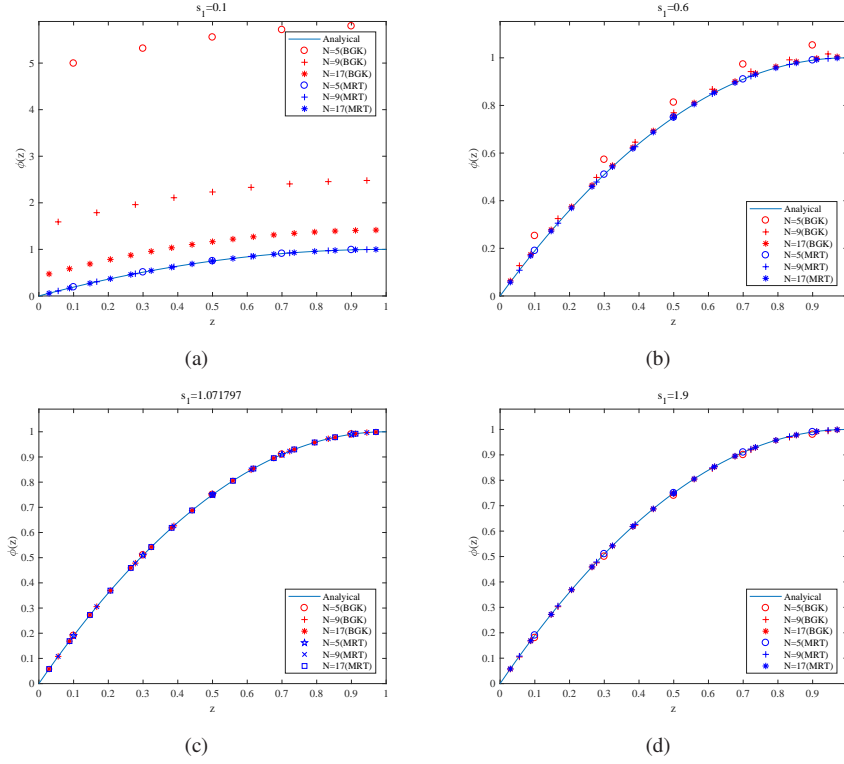 s1=0.1
5
4
3
2
1
0
ϕ(z)
0 0.1 0.2 0.3 0.4 0.5 0.6 0.7 0.8 0.9 1
z
Analyical
N=5(BGK)
N=9(BGK)
N=17(BGK)
N=5(MRT)
N=9(MRT)
N=17(MRT)
(a)
s1=0.6
1
0.8
0.6
0.4
0.2
0
ϕ(z)
0.1 0.2 0.3 0.4 0.5 0.6 0.7 0.8 0.9
z
Analyical
N=5(BGK)
N=9(BGK)
N=17(BGK)
N=5(MRT)
N=9(MRT)
N=17(MRT)
(b)
s1=1.071797
1
0.9
0.8
0.7
0.6
0.5
0.4
0.3
0.2
0.1
0
ϕ(z)
0.1 0.2 0.3 0.4 0.5 0.6 0.7 0.8 0.9
z
Analyical
N=5(BGK)
N=9(BGK)
N=17(BGK)
N=5(MRT)
N=9(MRT)
N=17(MRT)
(c)
s1=1.9
1
0.9
0.8
0.7
0.6
0.5
0.4
0.3
0.2
0.1
0
ϕ(z)
0.1 0.2 0.3 0.4 0.5 0.6 0.7 0.8 0.9
z
Analyical
N=5(BGK)
N=9(BGK)
N=17(BGK)
N=5(MRT)
N=9(MRT)
N=17(MRT)
(d)